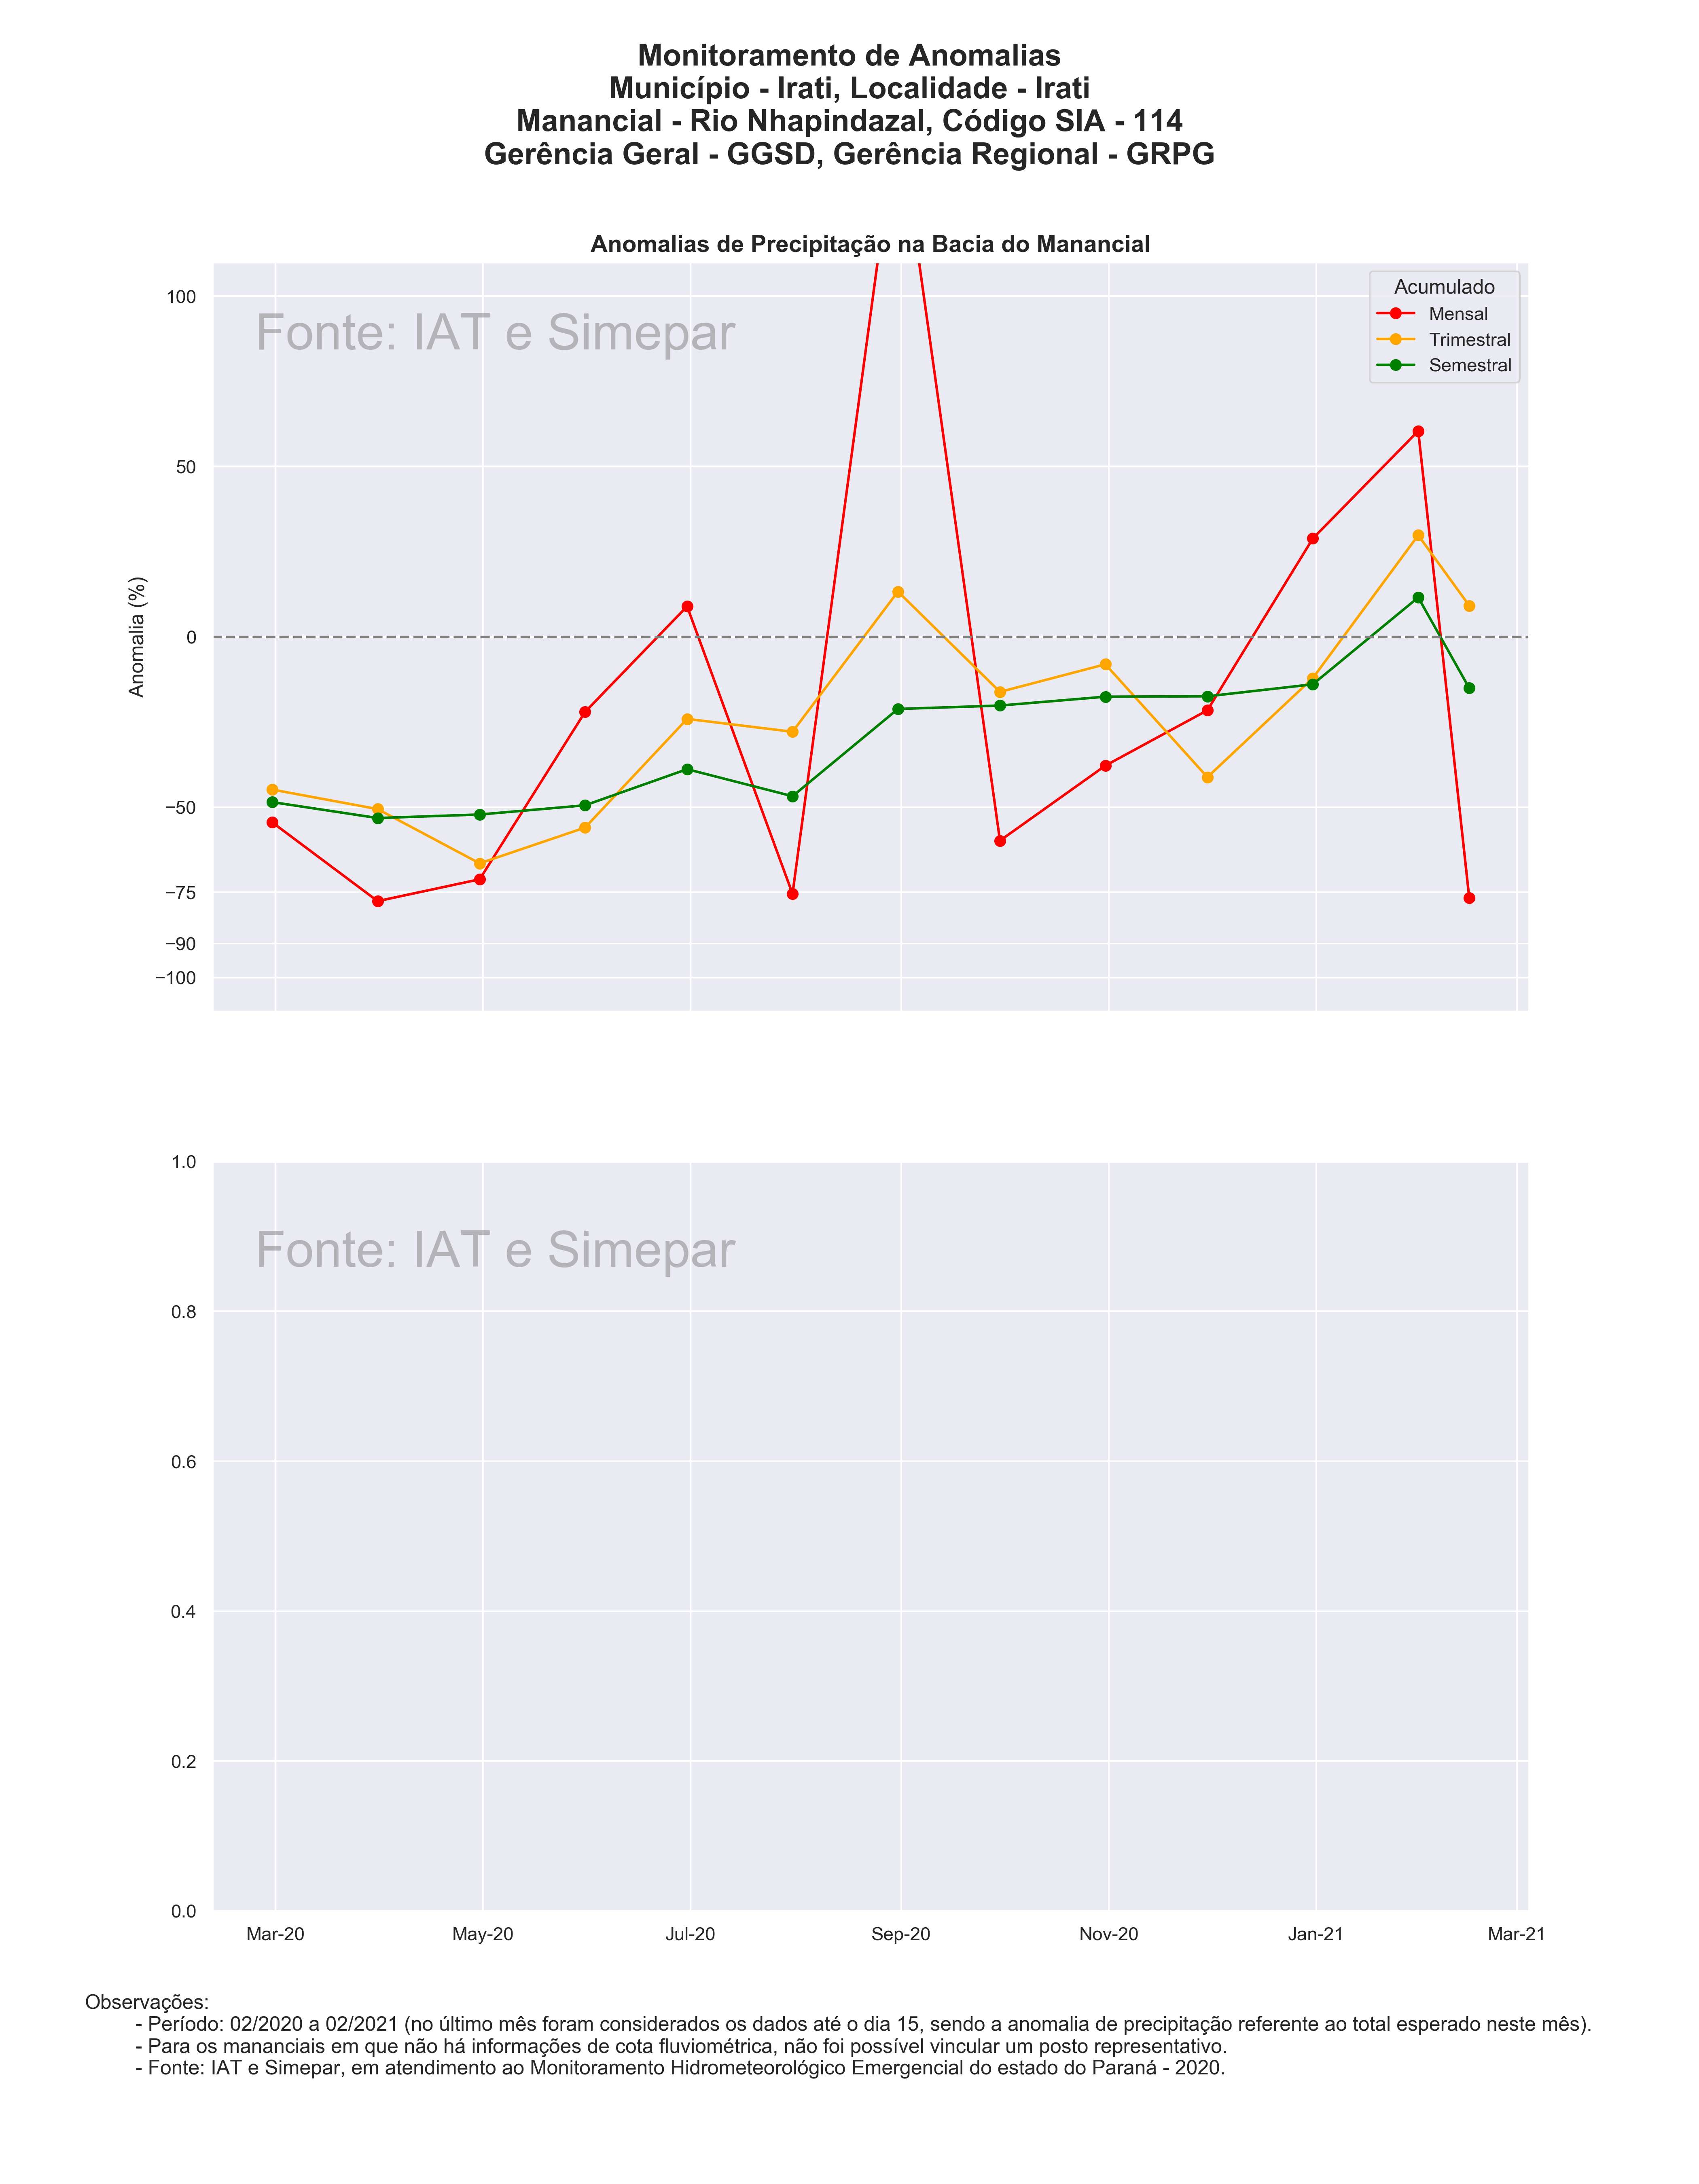 Monitoramento de Anomalias
Município - Irati, Localidade - Irati
Manancial - Rio Nhapindazal, Código SIA - 114
Gerência Geral - GGSD, Gerência Regional - GRPG
Anomalias de Precipitação na Bacia do Manancial
Fonte: IAT e Simepar
Acumulado
Mensal
Trimestral
Semestral
Anomalia (%)
100
50
0
−50
−75
−90
−100
Fonte: IAT e Simepar
1.0
0.8
0.6
0.4
0.2
0.0
Mar-20 May-20 Jul-20 Sep-20 Nov-20 Jan-21 Mar-21
Observações:
- Período: 02/2020 a 02/2021 (no último mês foram considerados os dados até o dia 15, sendo a anomalia de precipitação referente ao total esperado neste mês).
- Para os mananciais em que não há informações de cota fluviométrica, não foi possível vincular um posto representativo.
- Fonte: IAT e Simepar, em atendimento ao Monitoramento Hidrometeorológico Emergencial do estado do Paraná - 2020.